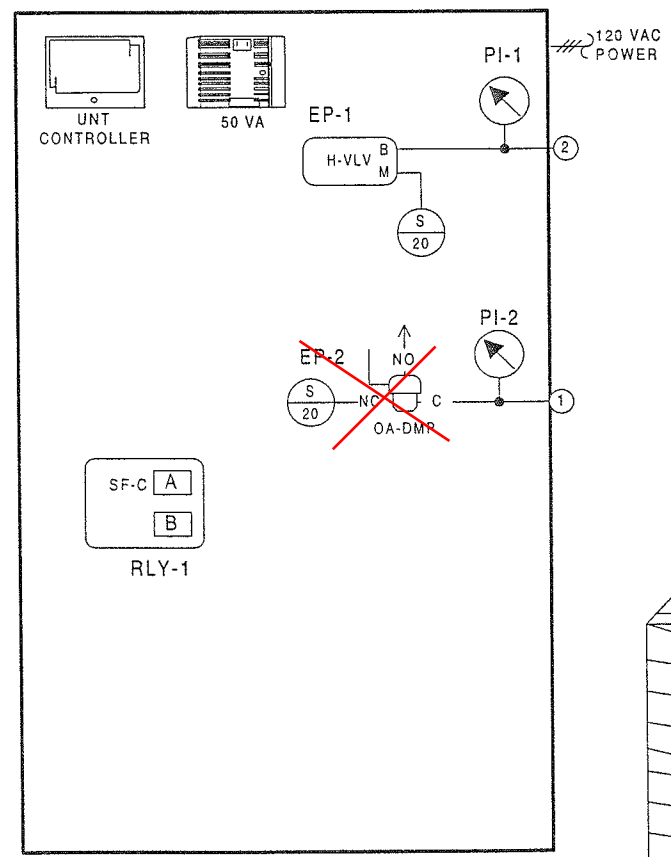 120 VAC
POWER
PI-1
UNT
CONTROLLER
50 VA
EP-1
H-VLV
B
M
2
S
20
PI-2
EP-2
NO
S
20
NC
C
1
OA-DMP
SF-C
A
B
RLY-1